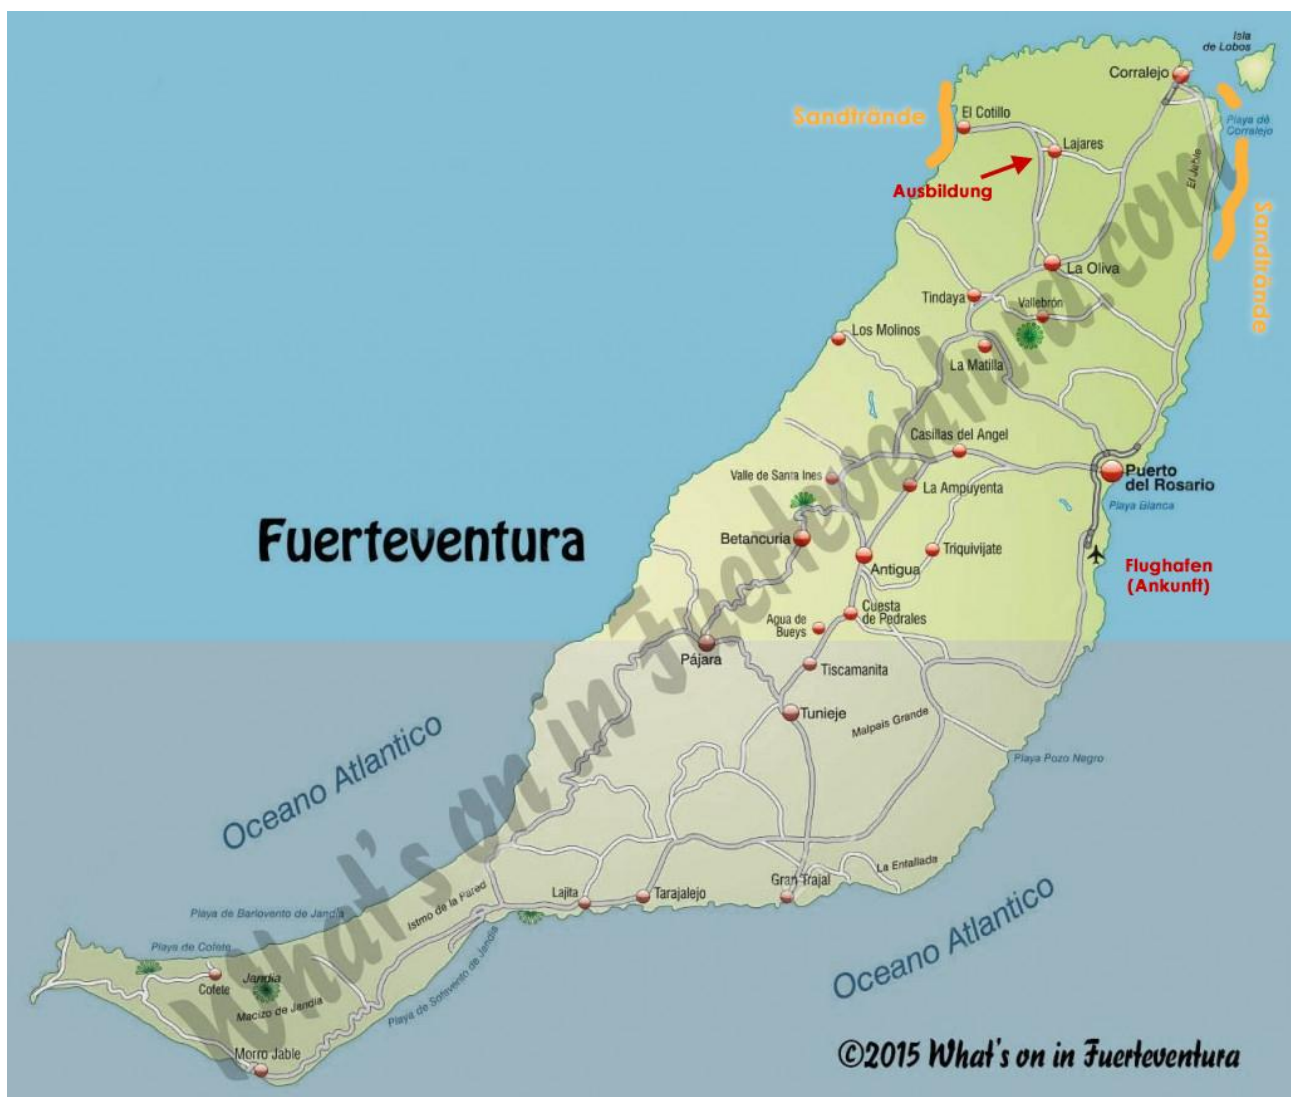 Isla
de Lobos
Corralejo
Sandtrände
El Cotillo
Playa de
Corralejo
Lajares
El Jable
Ausbildung
Sandtrände
La Oliva
Tindaya
Vallebrón
Los Molinos
La Matilla
Casillas del Angel
Valle de Santa Ines
La Ampuyenta
Puerto
del Rosario
Playa Blanca
Fuerteventura
Betancuria
Antigua
Triquivijate
Flughafen
(Ankunft)
Agua de
Bueys
Cuesta
de Pedrales
Pájara
Tiscamanita
Tunieje
Malpais Grande
Oceano Atlantico
Playa Pozo Negro
La Entallada
Gran Trajal
Lajita
Tarajalejo
Istmo de la Pared
Playa de Barlovento de Jandía
Playa de Cofete
Cofete
Jandia
Macizo de Jandia
Playa de Sotevento de Jandia
Morro Jable
Oceano Atlantico
What's on in Fuerteventura.com
©2015 What's on in Fuerteventura